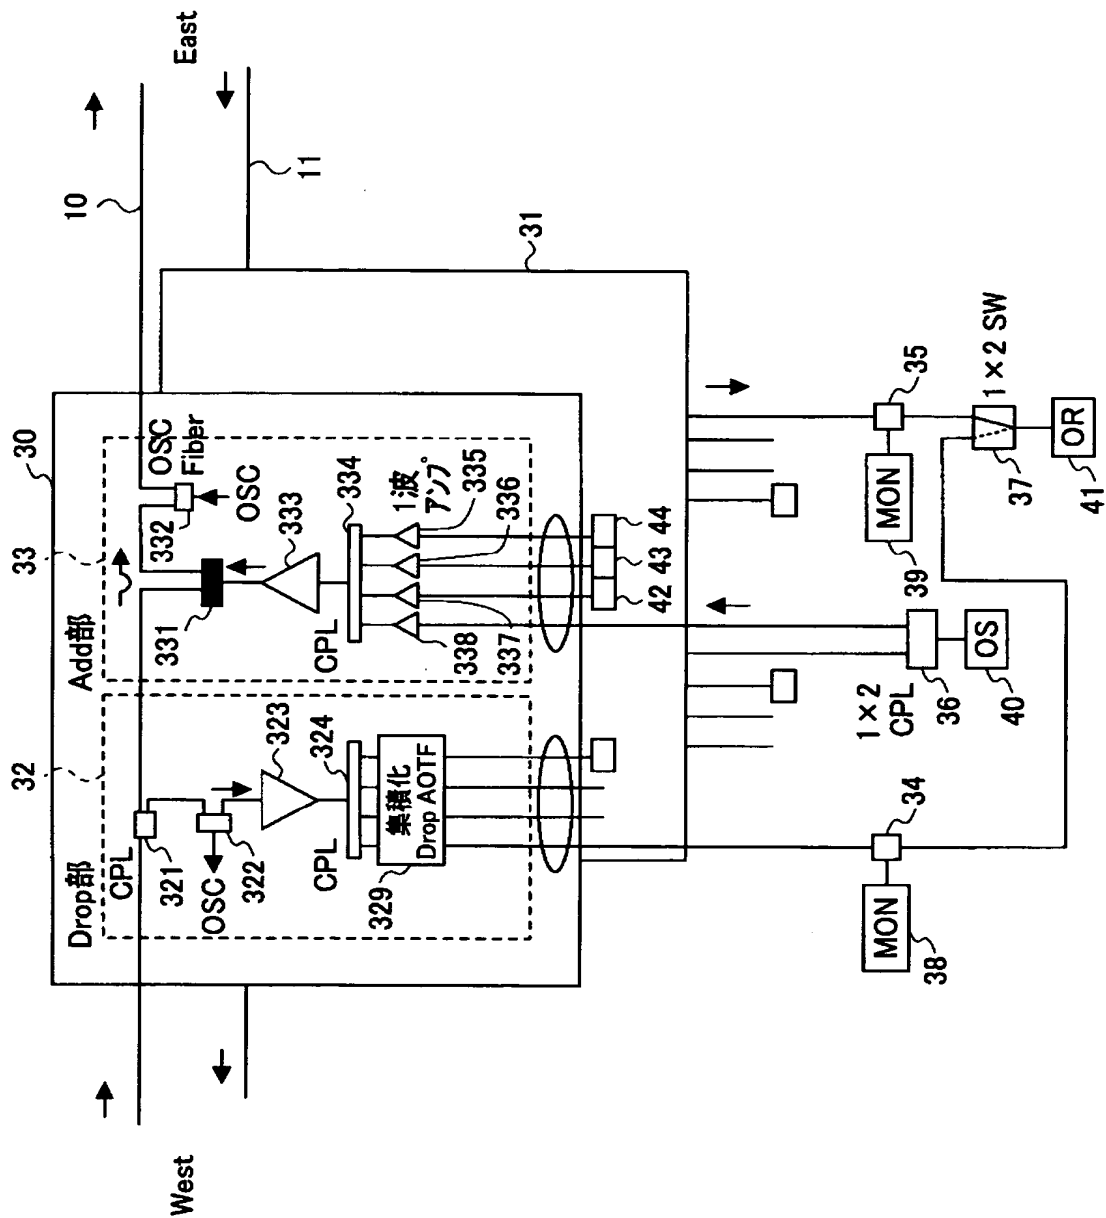 30
10
East
11
31
33
Add部
331
OSC
Fiber
332
OSC
333
334
CPL
1波
アンプ
335
336
337
338
32
Drop部
CPL
321
OSC
322
323
324
CPL
集積化
Drop AOTF
329
42
43
44
West
35
1×2 SW
MON
39
37
OR
41
1×2
CPL
36
OS
40
34
MON
38